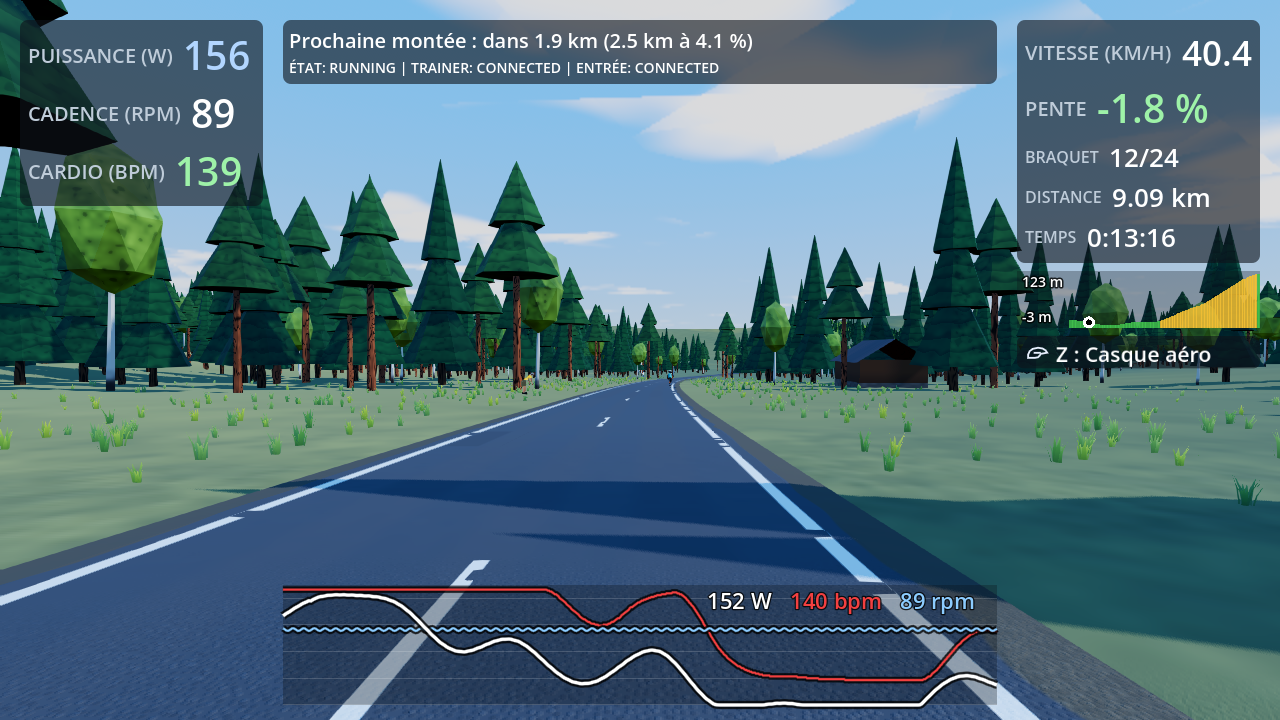 PUISSANCE (W) 156
CADENCE (RPM) 89
CARDIO (BPM) 139
Prochaine montée : dans 1.9 km (2.5 km à 4.1 %)
ÉTAT: RUNNING | TRAINER: CONNECTED | ENTRÉE: CONNECTED
VITESSE (KM/H) 40.4
PENTE -1.8 %
BRAQUET 12/24
DISTANCE 9.09 km
TEMPS 0:13:16
123 m
-3 m
Z : Casque aéro
152 W 140 bpm 89 rpm